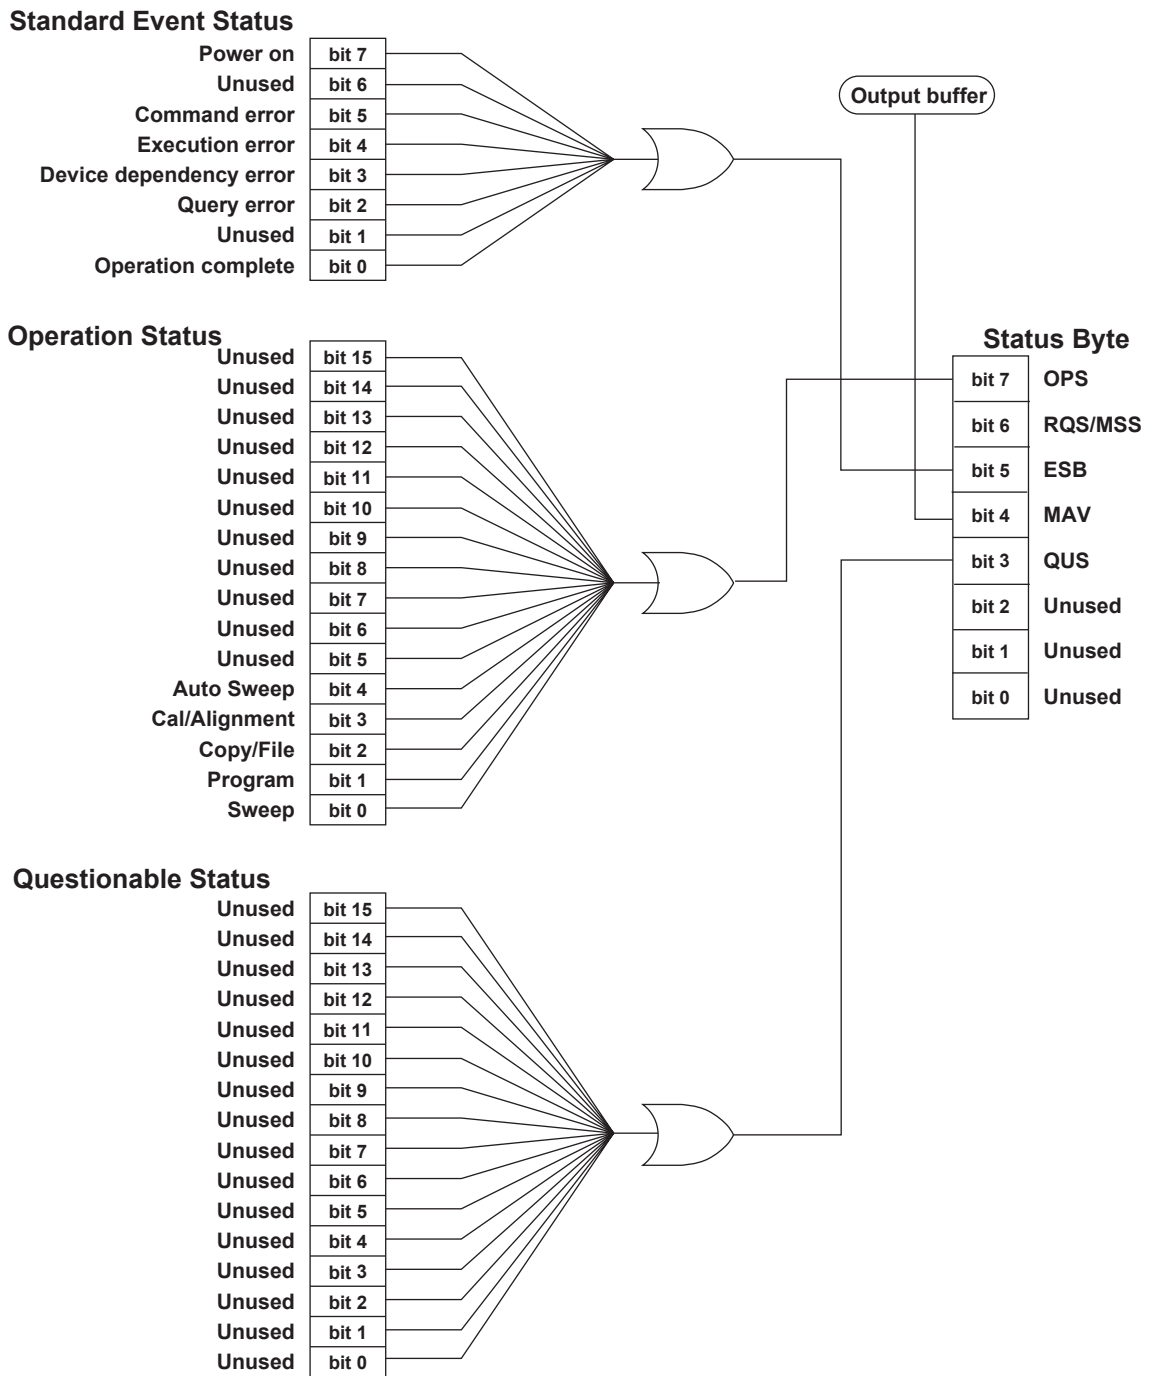 Standard Event Status
Power on bit 7
Unused bit 6
Command error bit 5
Execution error bit 4
Device dependency error bit 3
Query error bit 2
Unused bit 1
Operation complete bit 0
Output buffer
Operation Status
Unused bit 15
Unused bit 14
Unused bit 13
Unused bit 12
Unused bit 11
Unused bit 10
Unused bit 9
Unused bit 8
Unused bit 7
Unused bit 6
Unused bit 5
Auto Sweep bit 4
Cal/Alignment bit 3
Copy/File bit 2
Program bit 1
Sweep bit 0
Status Byte
bit 7 OPS
bit 6 RQS/MSS
bit 5 ESB
bit 4 MAV
bit 3 QUS
bit 2 Unused
bit 1 Unused
bit 0 Unused
Questionable Status
Unused bit 15
Unused bit 14
Unused bit 13
Unused bit 12
Unused bit 11
Unused bit 10
Unused bit 9
Unused bit 8
Unused bit 7
Unused bit 6
Unused bit 5
Unused bit 4
Unused bit 3
Unused bit 2
Unused bit 1
Unused bit 0